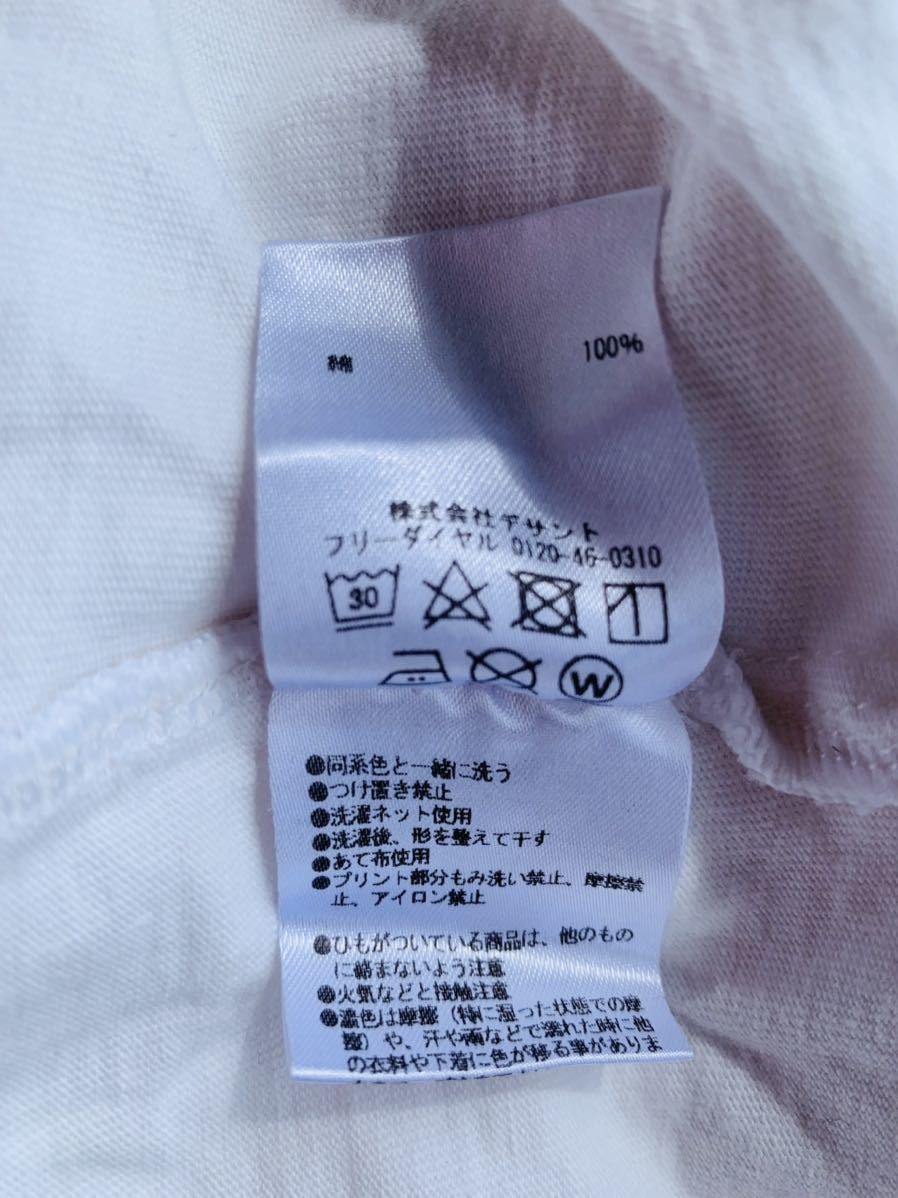 綿 100%
株式会社デサント
フリーダイヤル 0120-46-0310
30
W
●同系色と一緒に洗う
●つけ置き禁止
●洗濯ネット使用
●洗濯後、形を整えて干す
●あて布使用
●プリント部分もみ洗い禁止、摩擦禁
止、アイロン禁止
●ひもがついている商品は、他のもの
に絡まないよう注意
●火気などと接触注意
●濃色は摩擦（特に湿った状態での摩
擦）や、汗や雨などで濡れた時に他
の衣料や下着に色が移る事がありま